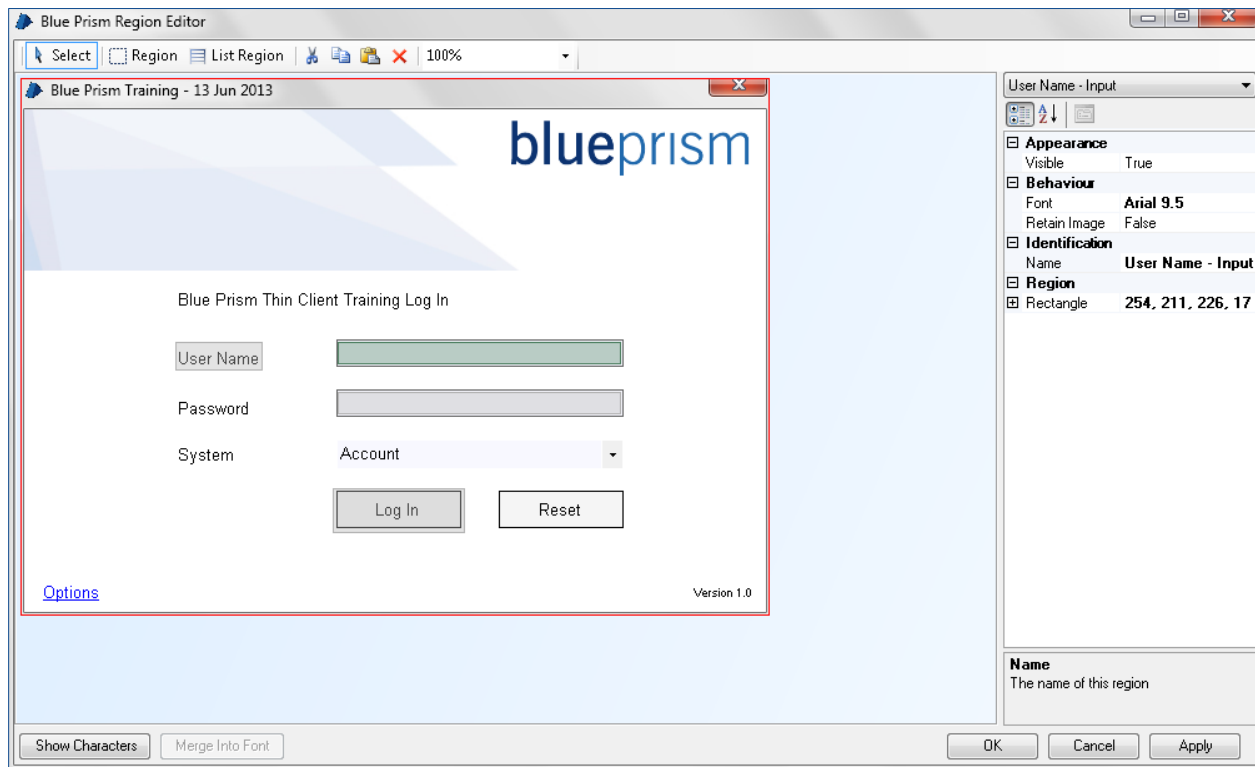 Blue Prism Region Editor
Select Region List Region 100%
Blue Prism Training - 13 Jun 2013
blueprism
Blue Prism Thin Client Training Log In
User Name
Password
System Account
Log In Reset
Options Version 1.0
User Name - Input
Appearance
Visible True
Behaviour
Font Arial 9.5
Retain Image False
Identification
Name User Name - Input
Region
Rectangle 254, 211, 226, 17
Name
The name of this region
Show Characters Merge Into Font OK Cancel Apply